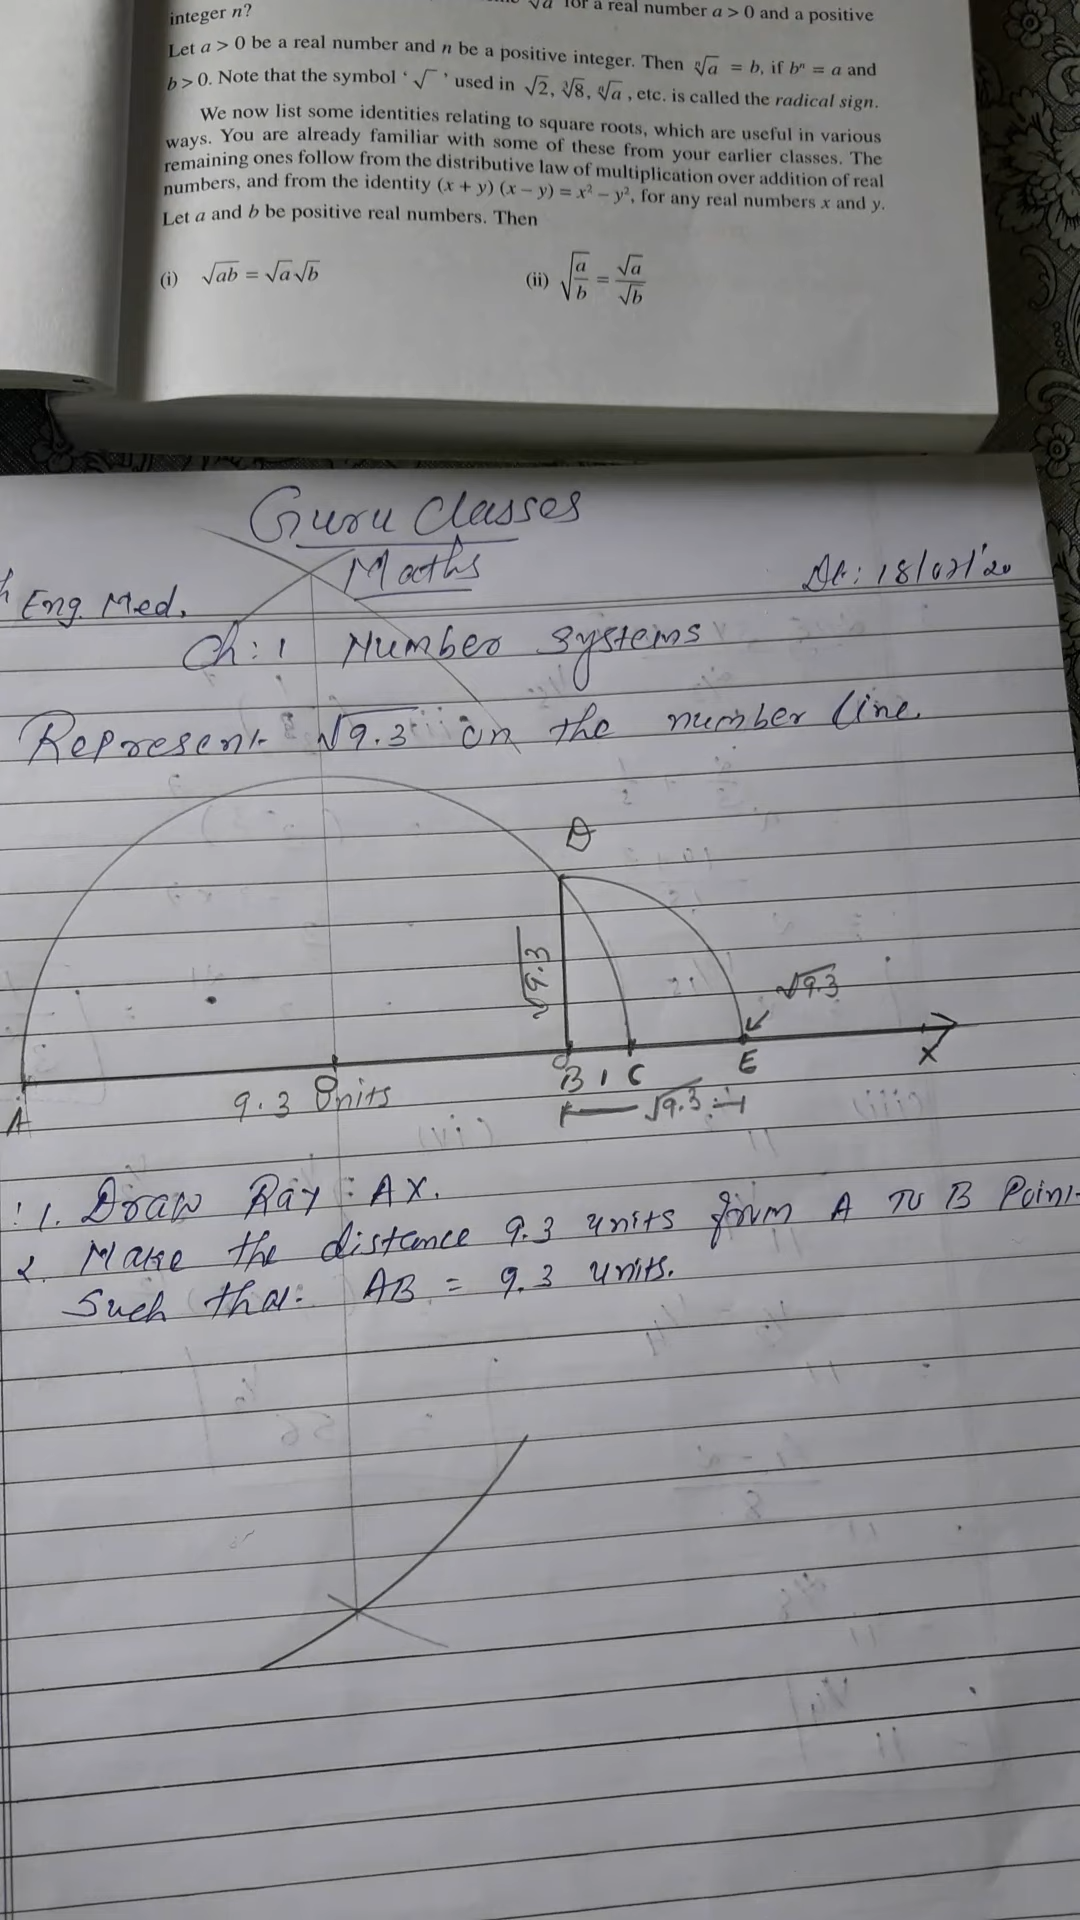 for a real number a > 0 and a positive
integer n?
Let a > 0 be a real number and n be a positive integer. Then ⁿ√a = b, if bⁿ = a and
b > 0. Note that the symbol ‘ √ ’ used in √2, ³√8, ⁿ√a , etc. is called the radical sign.
We now list some identities relating to square roots, which are useful in various
ways. You are already familiar with some of these from your earlier classes. The
remaining ones follow from the distributive law of multiplication over addition of real
numbers, and from the identity (x + y) (x – y) = x² – y², for any real numbers x and y.
Let a and b be positive real numbers. Then
(i) √ab = √a√b (ii) √(a/b) = √a/√b
Guru Classes
Maths
Eng. Med.
Ch: 1 Number Systems
Represent √9.3 on the number line.
D
√9.3
√9.3
A
9.3 Units
B 1 C
E
X
√9.3
1. Draw Ray AX.
2. Make the distance 9.3 units from A TO B Point
Such that AB = 9.3 units.